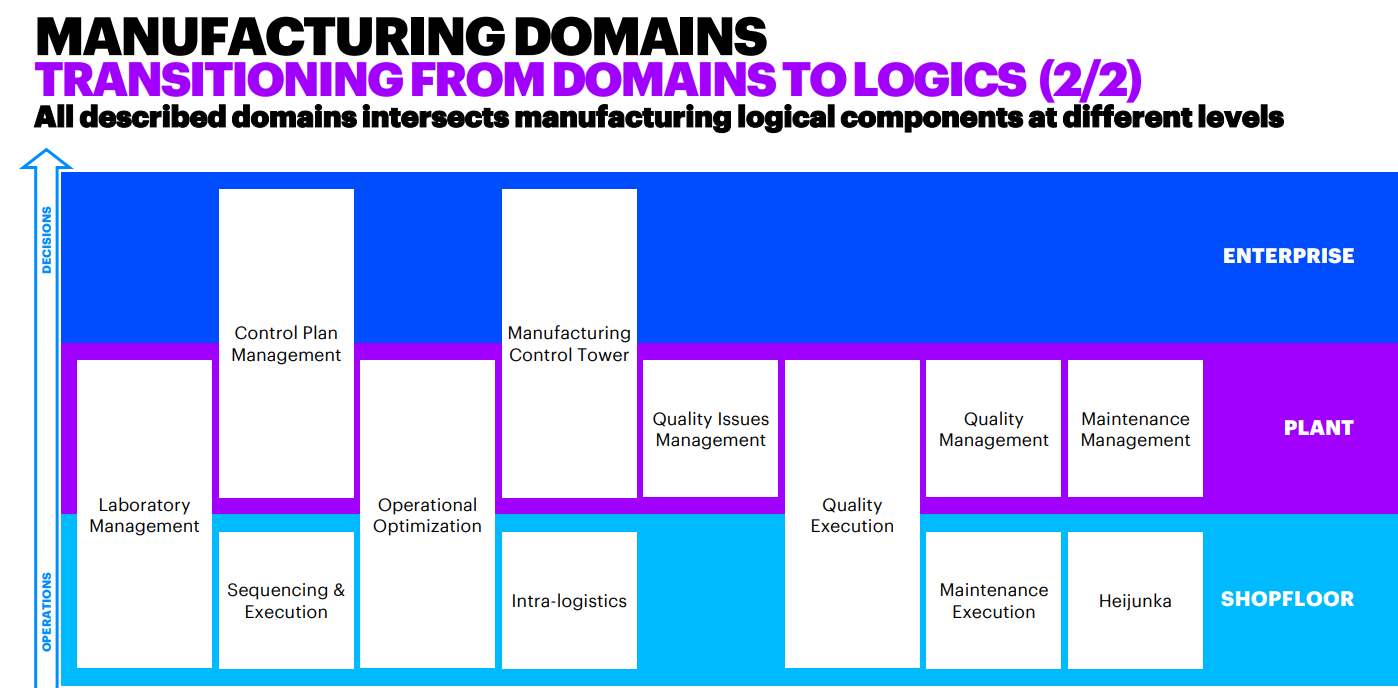 MANUFACTURING DOMAINS
TRANSITIONING FROM DOMAINS TO LOGICS (2/2)
All described domains intersects manufacturing logical components at different levels
DECISIONS
ENTERPRISE
Control Plan
Management
Manufacturing
Control Tower
Quality Issues
Management
Quality
Management
Maintenance
Management
PLANT
Laboratory
Management
Operational
Optimization
Quality
Execution
OPERATIONS
Sequencing &
Execution
Intra-logistics
Maintenance
Execution
Heijunka
SHOPFLOOR